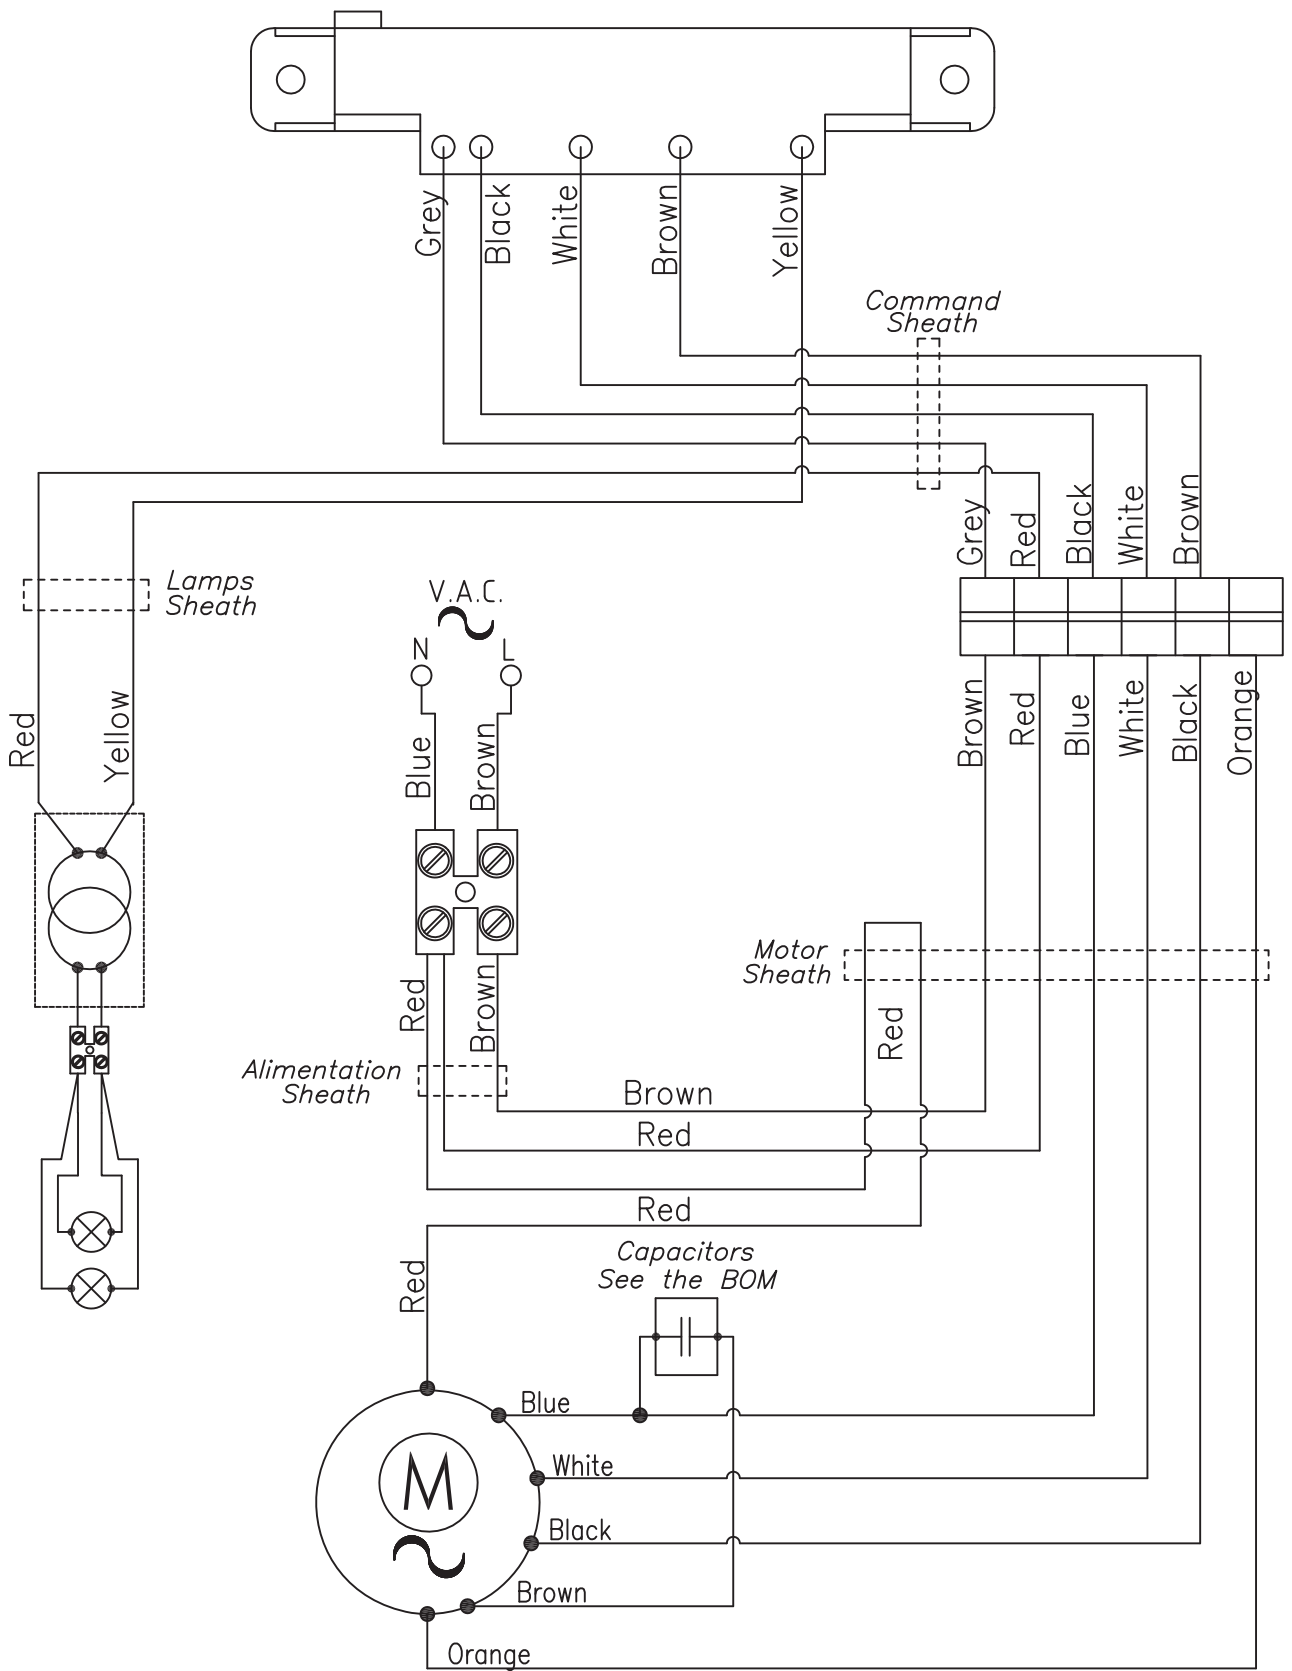 Grey
Black
White
Brown
Yellow
Command
Sheath
Grey
Red
Black
White
Brown
Lamps
Sheath
V.A.C.
N
L
Red
Yellow
Blue
Brown
Brown
Red
Blue
White
Black
Orange
Motor
Sheath
Red
Brown
Red
Alimentation
Sheath
Brown
Red
Red
Capacitors
See the BOM
Red
Blue
M
White
Black
Brown
Orange